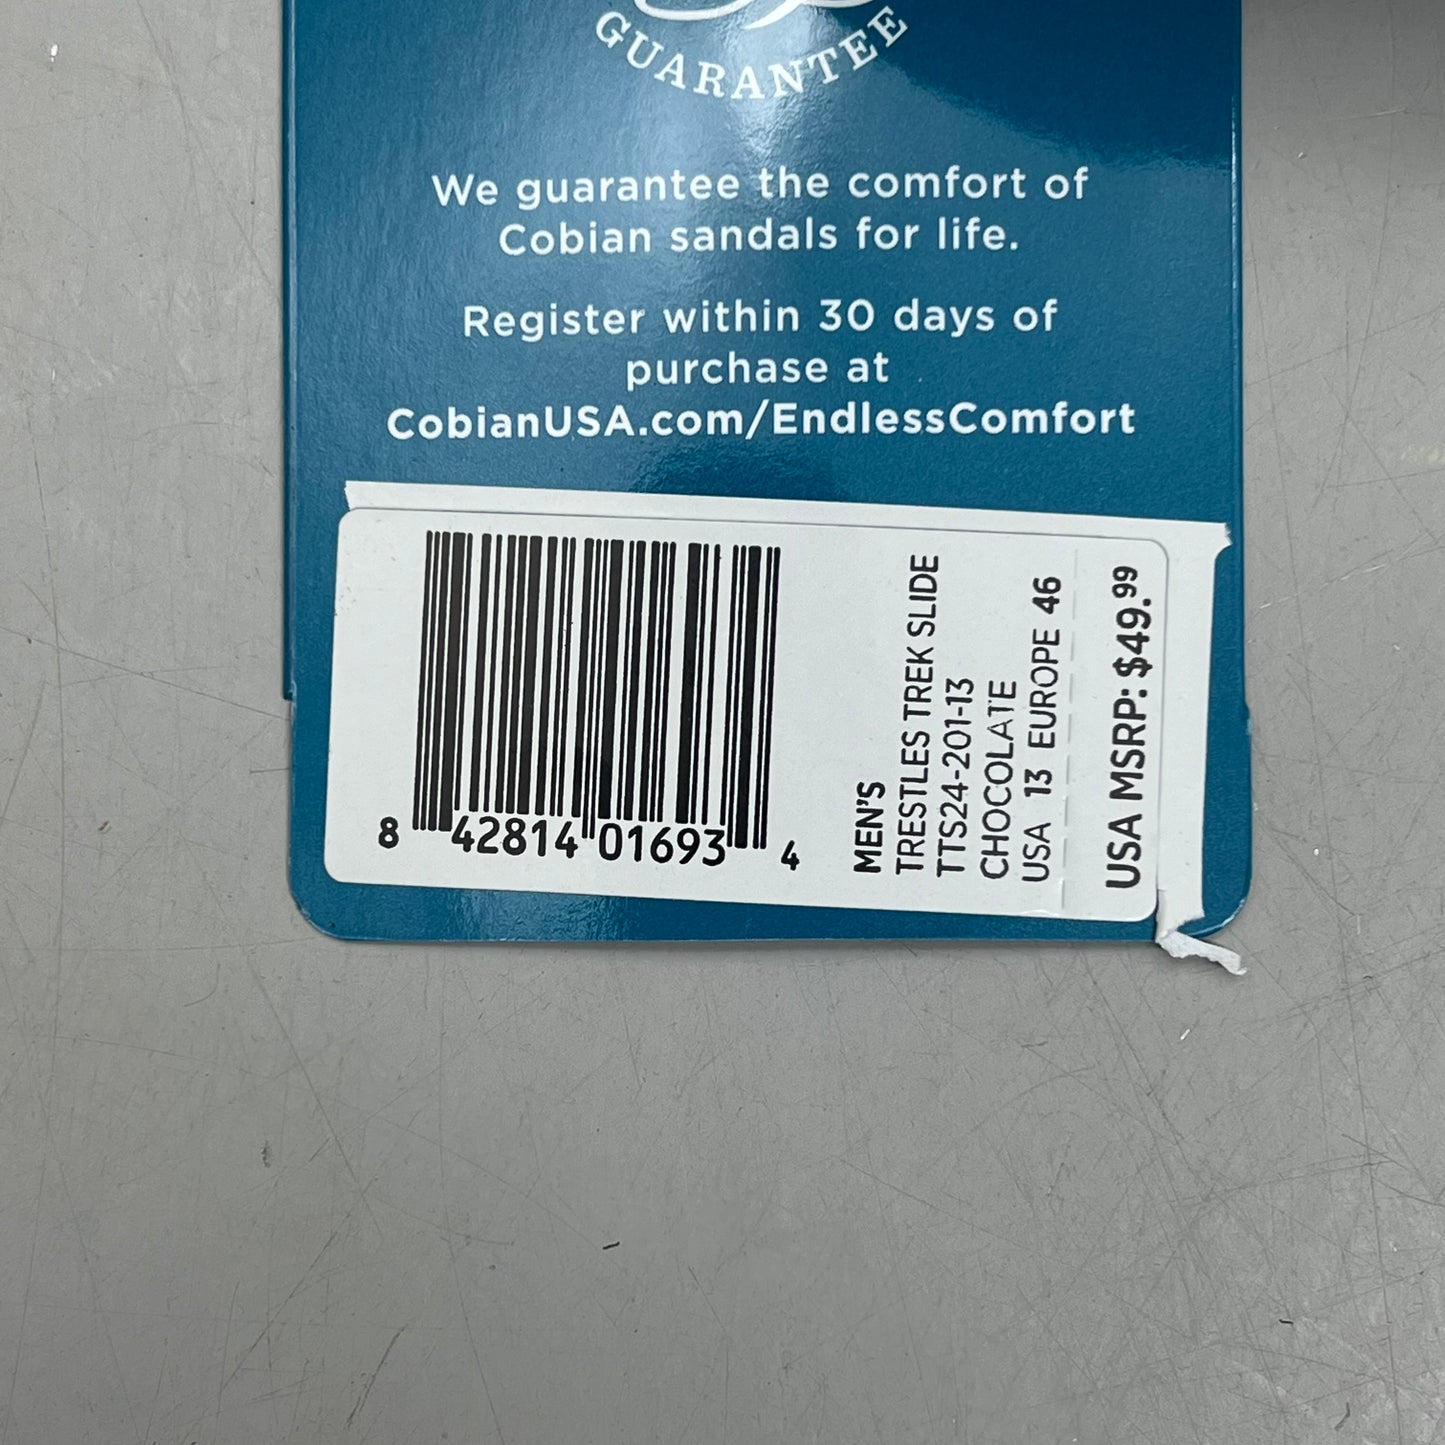 GUARANTEE
We guarantee the comfort of
Cobian sandals for life.
Register within 30 days of
purchase at
CobianUSA.com/EndlessComfort
8 42814 01693 4
MEN'S
TRESTLES TREK SLIDE
TTS24-201-13
CHOCOLATE
USA 13 EUROPE 46
USA MSRP: $49.99